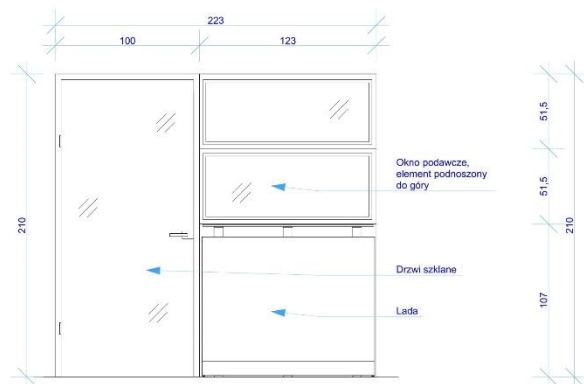 223
100
123
51,5
Okno podawcze,
element podnoszony
do góry
51,5
210
210
Drzwi szklane
107
Lada